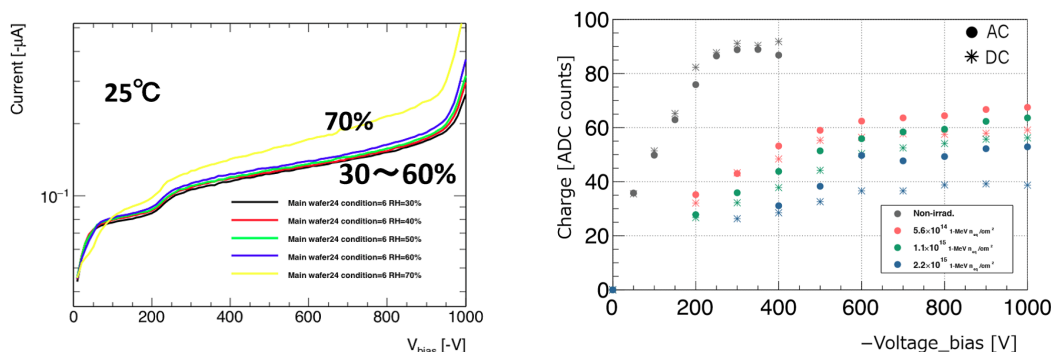 Current [-μA]
25℃
70%
30～60%
10⁻¹
Main wafer24 condition=6 RH=30%
Main wafer24 condition=6 RH=40%
Main wafer24 condition=6 RH=50%
Main wafer24 condition=6 RH=60%
Main wafer24 condition=6 RH=70%
0 200 400 600 800 1000
V_bias [-V]
Charge [ADC counts]
100
80
60
40
20
0
AC
DC
Non-irrad.
5.6×10¹⁴ 1-MeV n_eq /cm²
1.1×10¹⁵ 1-MeV n_eq /cm²
2.2×10¹⁵ 1-MeV n_eq /cm²
0 200 400 600 800 1000
−Voltage_bias [V]